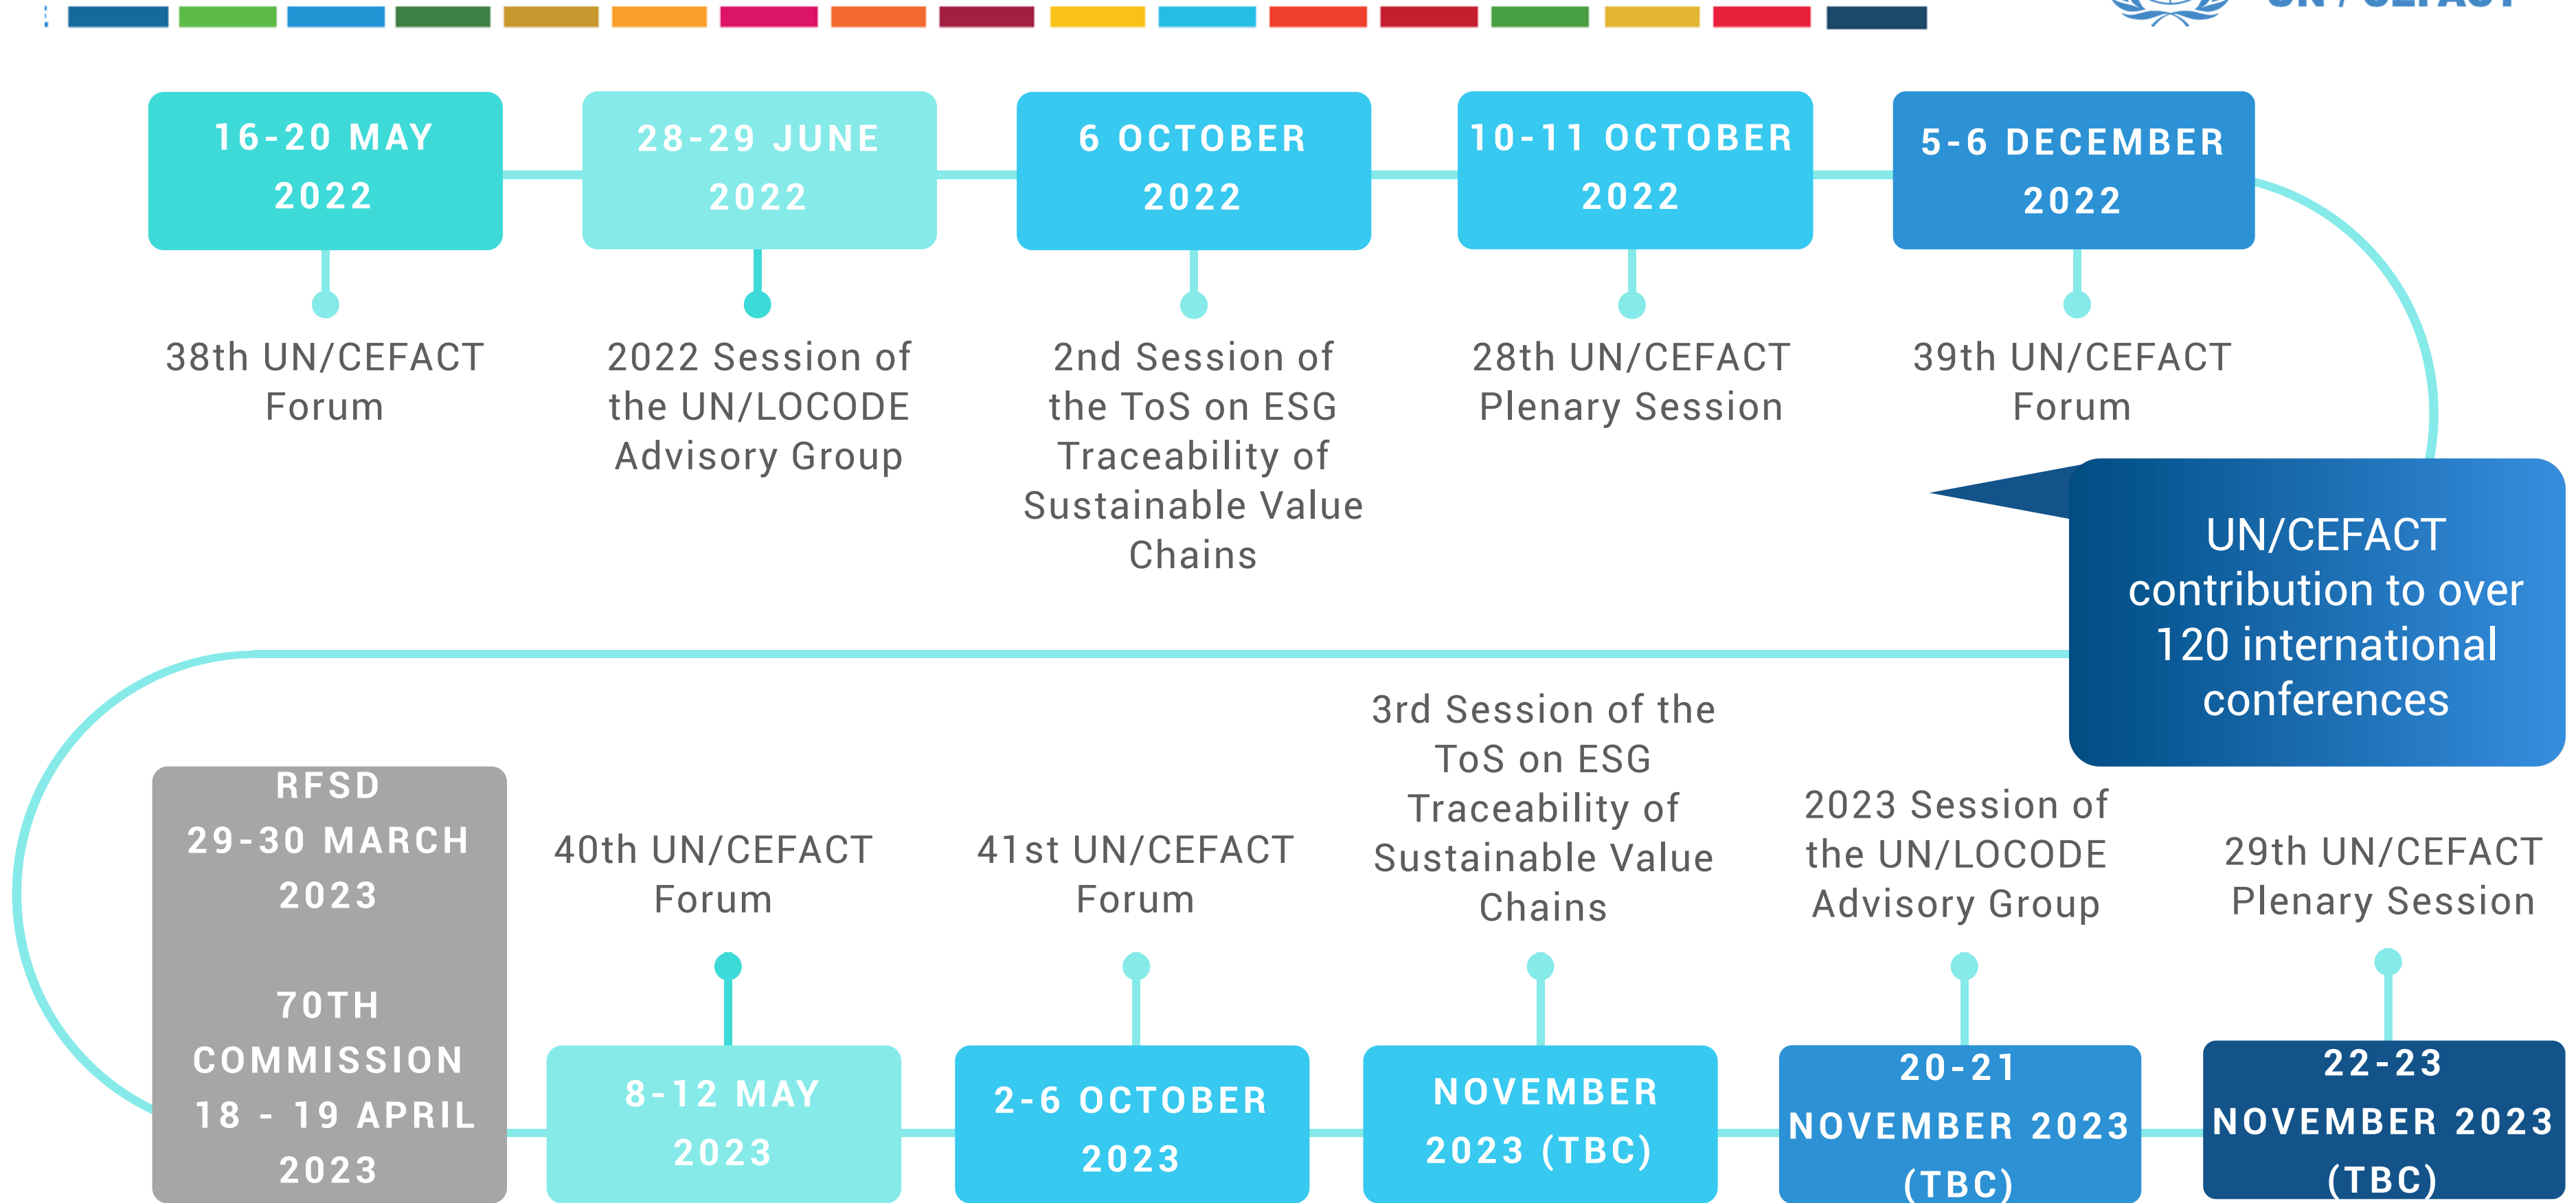 UN / CEFACT
16-20 MAY
2022
28-29 JUNE
2022
6 OCTOBER
2022
10-11 OCTOBER
2022
5-6 DECEMBER
2022
38th UN/CEFACT
Forum
2022 Session of
the UN/LOCODE
Advisory Group
2nd Session of
the ToS on ESG
Traceability of
Sustainable Value
Chains
28th UN/CEFACT
Plenary Session
39th UN/CEFACT
Forum
UN/CEFACT
contribution to over
120 international
conferences
RFSD
29-30 MARCH
2023
70TH
COMMISSION
18 - 19 APRIL
2023
40th UN/CEFACT
Forum
8-12 MAY
2023
41st UN/CEFACT
Forum
2-6 OCTOBER
2023
3rd Session of the
ToS on ESG
Traceability of
Sustainable Value
Chains
NOVEMBER
2023 (TBC)
2023 Session of
the UN/LOCODE
Advisory Group
20-21
NOVEMBER 2023
(TBC)
29th UN/CEFACT
Plenary Session
22-23
NOVEMBER 2023
(TBC)